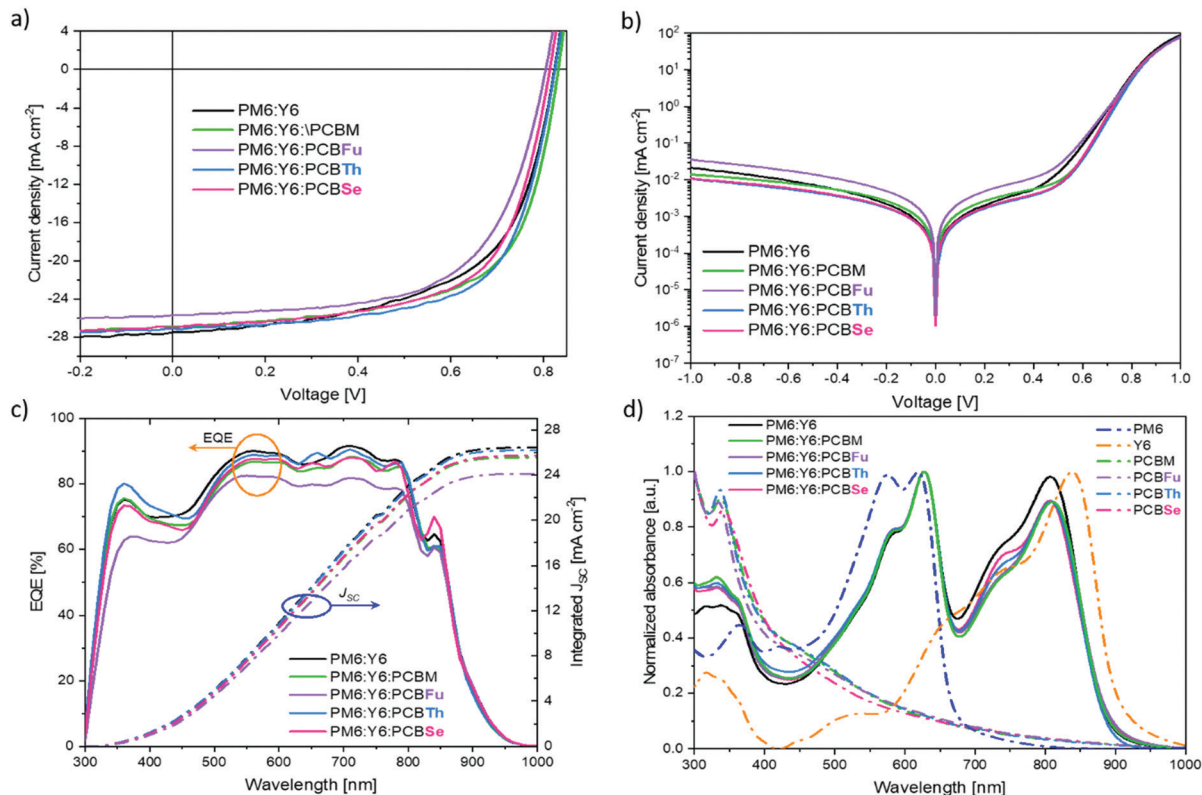 a)
Current density [mA cm-2]
4
0
-4
-8
-12
-16
-20
-24
-28
-0.2
0.0
0.2
0.4
0.6
0.8
Voltage [V]
PM6:Y6
PM6:Y6:\PCBM
PM6:Y6:PCBFu
PM6:Y6:PCBTh
PM6:Y6:PCBSe
b)
Current density [mA cm-2]
10^2
10^1
10^0
10^-1
10^-2
10^-3
10^-4
10^-5
10^-6
10^-7
-1.0
-0.8
-0.6
-0.4
-0.2
0.0
0.2
0.4
0.6
0.8
1.0
Voltage [V]
PM6:Y6
PM6:Y6:PCBM
PM6:Y6:PCBFu
PM6:Y6:PCBTh
PM6:Y6:PCBSe
c)
EQE [%]
100
80
60
40
20
0
300
400
500
600
700
800
900
1000
Wavelength [nm]
Integrated JSC [mA cm-2]
28
24
20
16
12
8
4
0
EQE
JSC
PM6:Y6
PM6:Y6:PCBM
PM6:Y6:PCBFu
PM6:Y6:PCBTh
PM6:Y6:PCBSe
d)
Normalized absorbance [a.u.]
1.2
1.0
0.8
0.6
0.4
0.2
0.0
300
400
500
600
700
800
900
1000
Wavelength [nm]
PM6:Y6
PM6:Y6:PCBM
PM6:Y6:PCBFu
PM6:Y6:PCBTh
PM6:Y6:PCBSe
PM6
Y6
PCBM
PCBFu
PCBTh
PCBSe